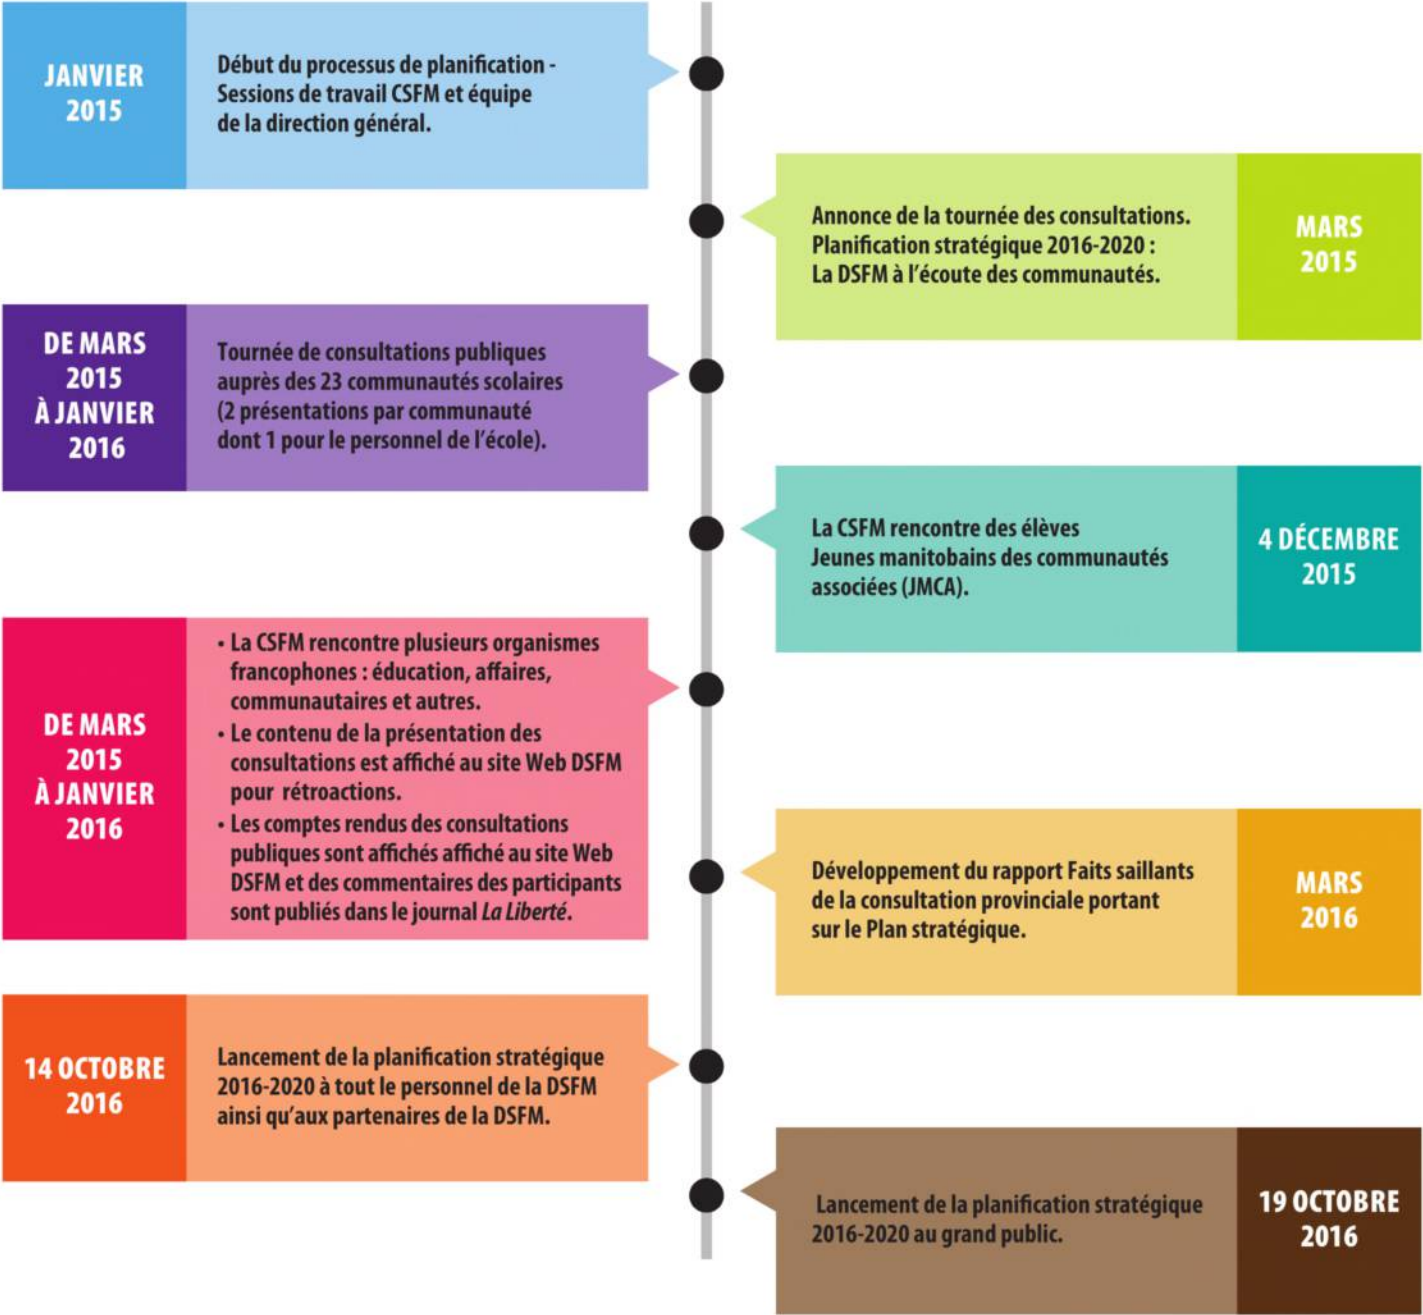 JANVIER
2015
Début du processus de planification -
Sessions de travail CSFM et équipe
de la direction général.
Annonce de la tournée des consultations.
Planification stratégique 2016-2020 :
La DSFM à l'écoute des communautés.
MARS
2015
DE MARS
2015
À JANVIER
2016
Tournée de consultations publiques
auprès des 23 communautés scolaires
(2 présentations par communauté
dont 1 pour le personnel de l'école).
La CSFM rencontre des élèves
Jeunes manitobains des communautés
associées (JMCA).
4 DÉCEMBRE
2015
DE MARS
2015
À JANVIER
2016
• La CSFM rencontre plusieurs organismes
francophones : éducation, affaires,
communautaires et autres.
• Le contenu de la présentation des
consultations est affiché au site Web DSFM
pour rétroactions.
• Les comptes rendus des consultations
publiques sont affichés affiché au site Web
DSFM et des commentaires des participants
sont publiés dans le journal La Liberté.
Développement du rapport Faits saillants
de la consultation provinciale portant
sur le Plan stratégique.
MARS
2016
14 OCTOBRE
2016
Lancement de la planification stratégique
2016-2020 à tout le personnel de la DSFM
ainsi qu'aux partenaires de la DSFM.
Lancement de la planification stratégique
2016-2020 au grand public.
19 OCTOBRE
2016